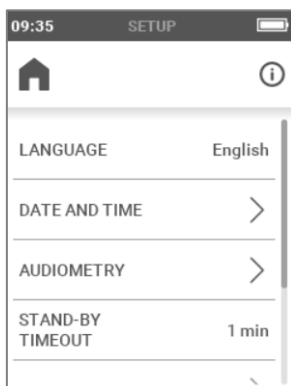 09:35 SETUP
LANGUAGE English
DATE AND TIME
AUDIOMETRY
STAND-BY
TIMEOUT 1 min